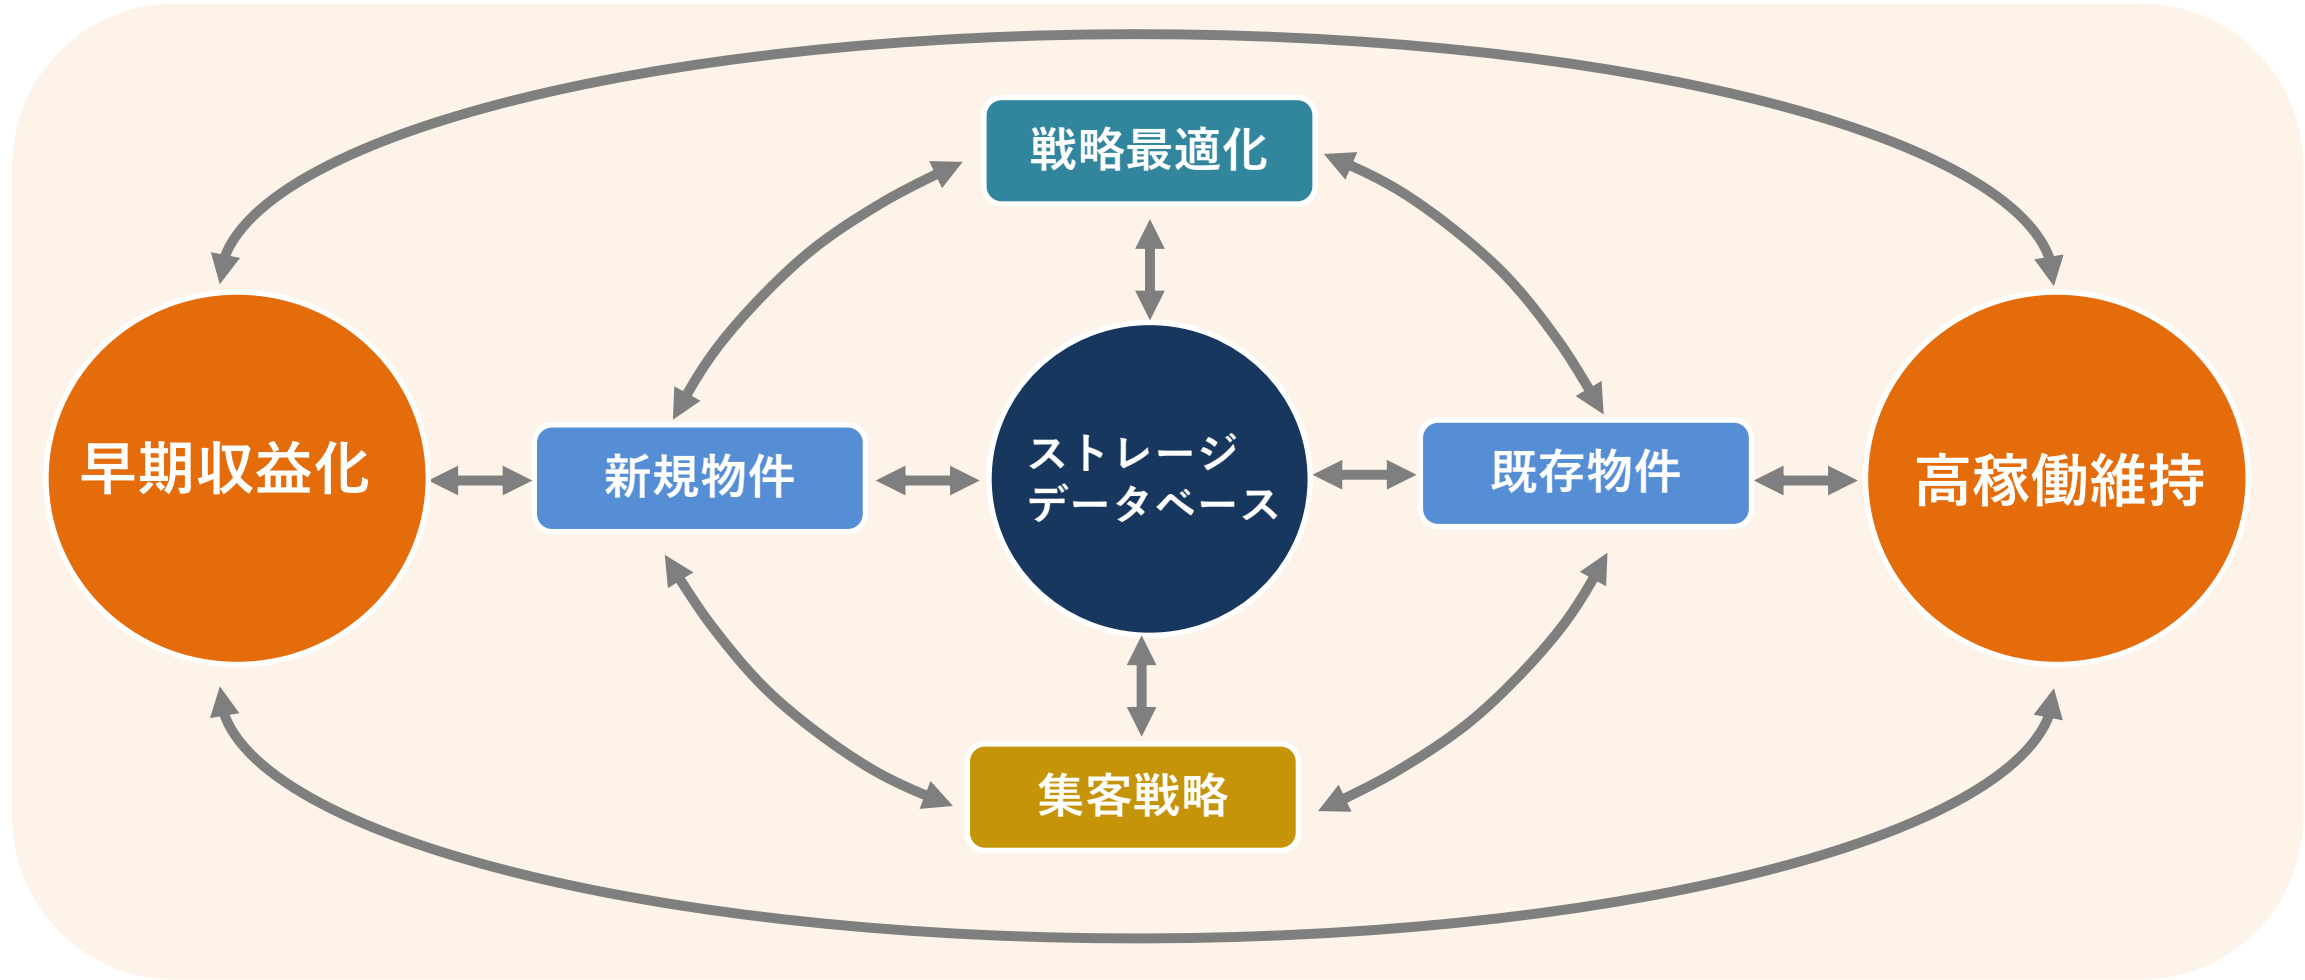 戦略最適化
早期収益化
新規物件
ストレージ
データベース
既存物件
高稼働維持
集客戦略